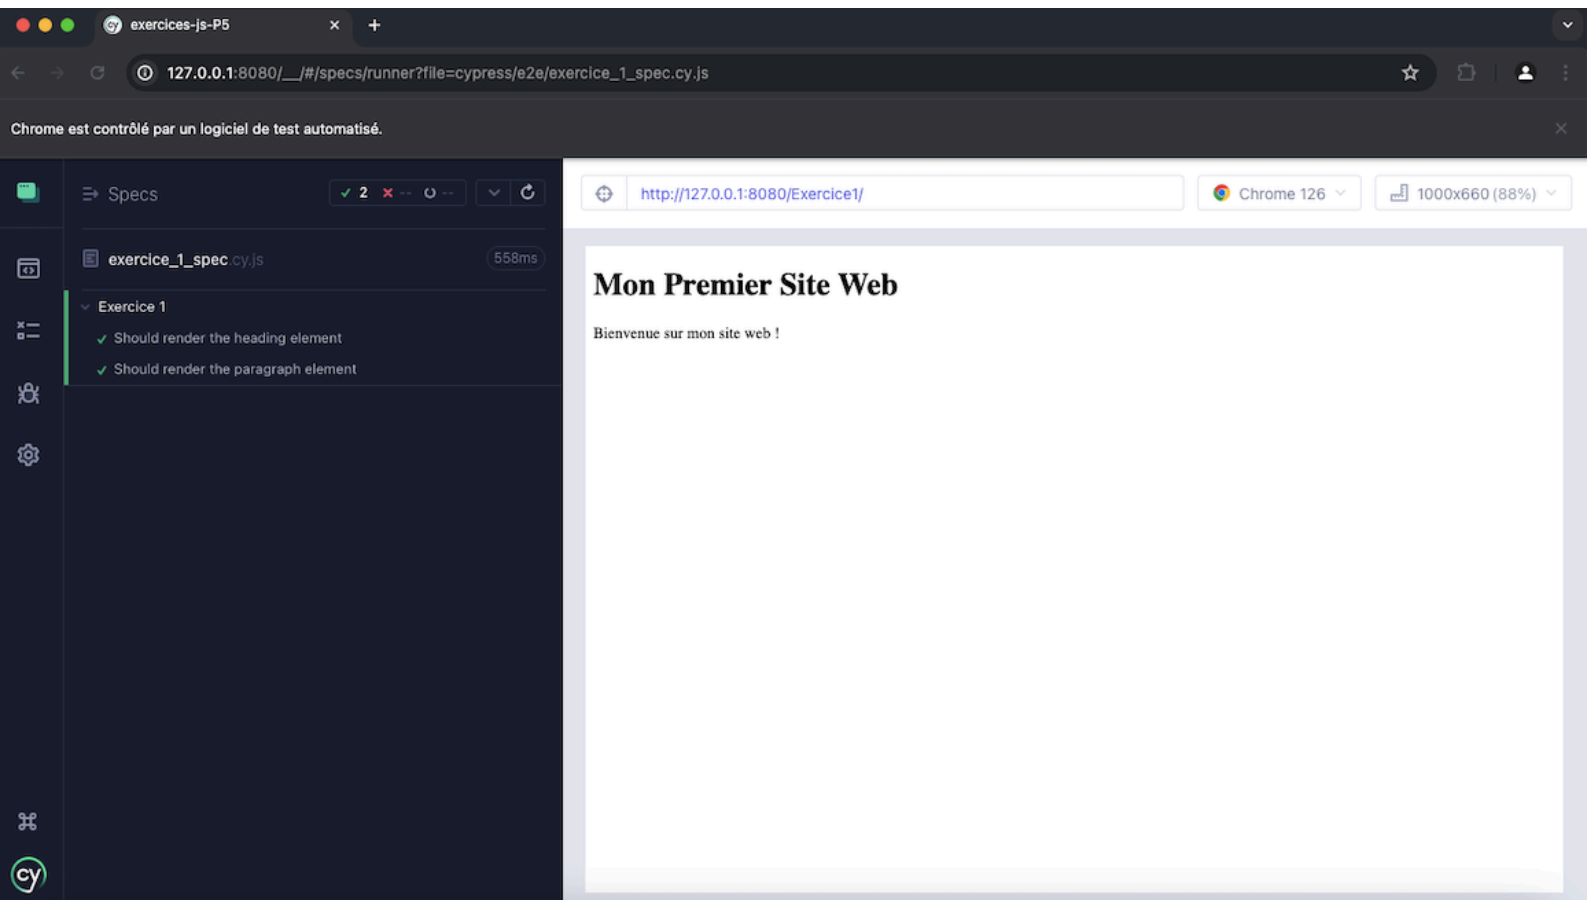 exercices-js-P5
127.0.0.1:8080/__/#/specs/runner?file=cypress/e2e/exercice_1_spec.cy.js
Chrome est contrôlé par un logiciel de test automatisé.
Specs
2 -- --
http://127.0.0.1:8080/Exercice1/
Chrome 126
1000x660 (88%)
exercice_1_spec.cy.js
558ms
Exercice 1
Should render the heading element
Should render the paragraph element
Mon Premier Site Web
Bienvenue sur mon site web !
cy